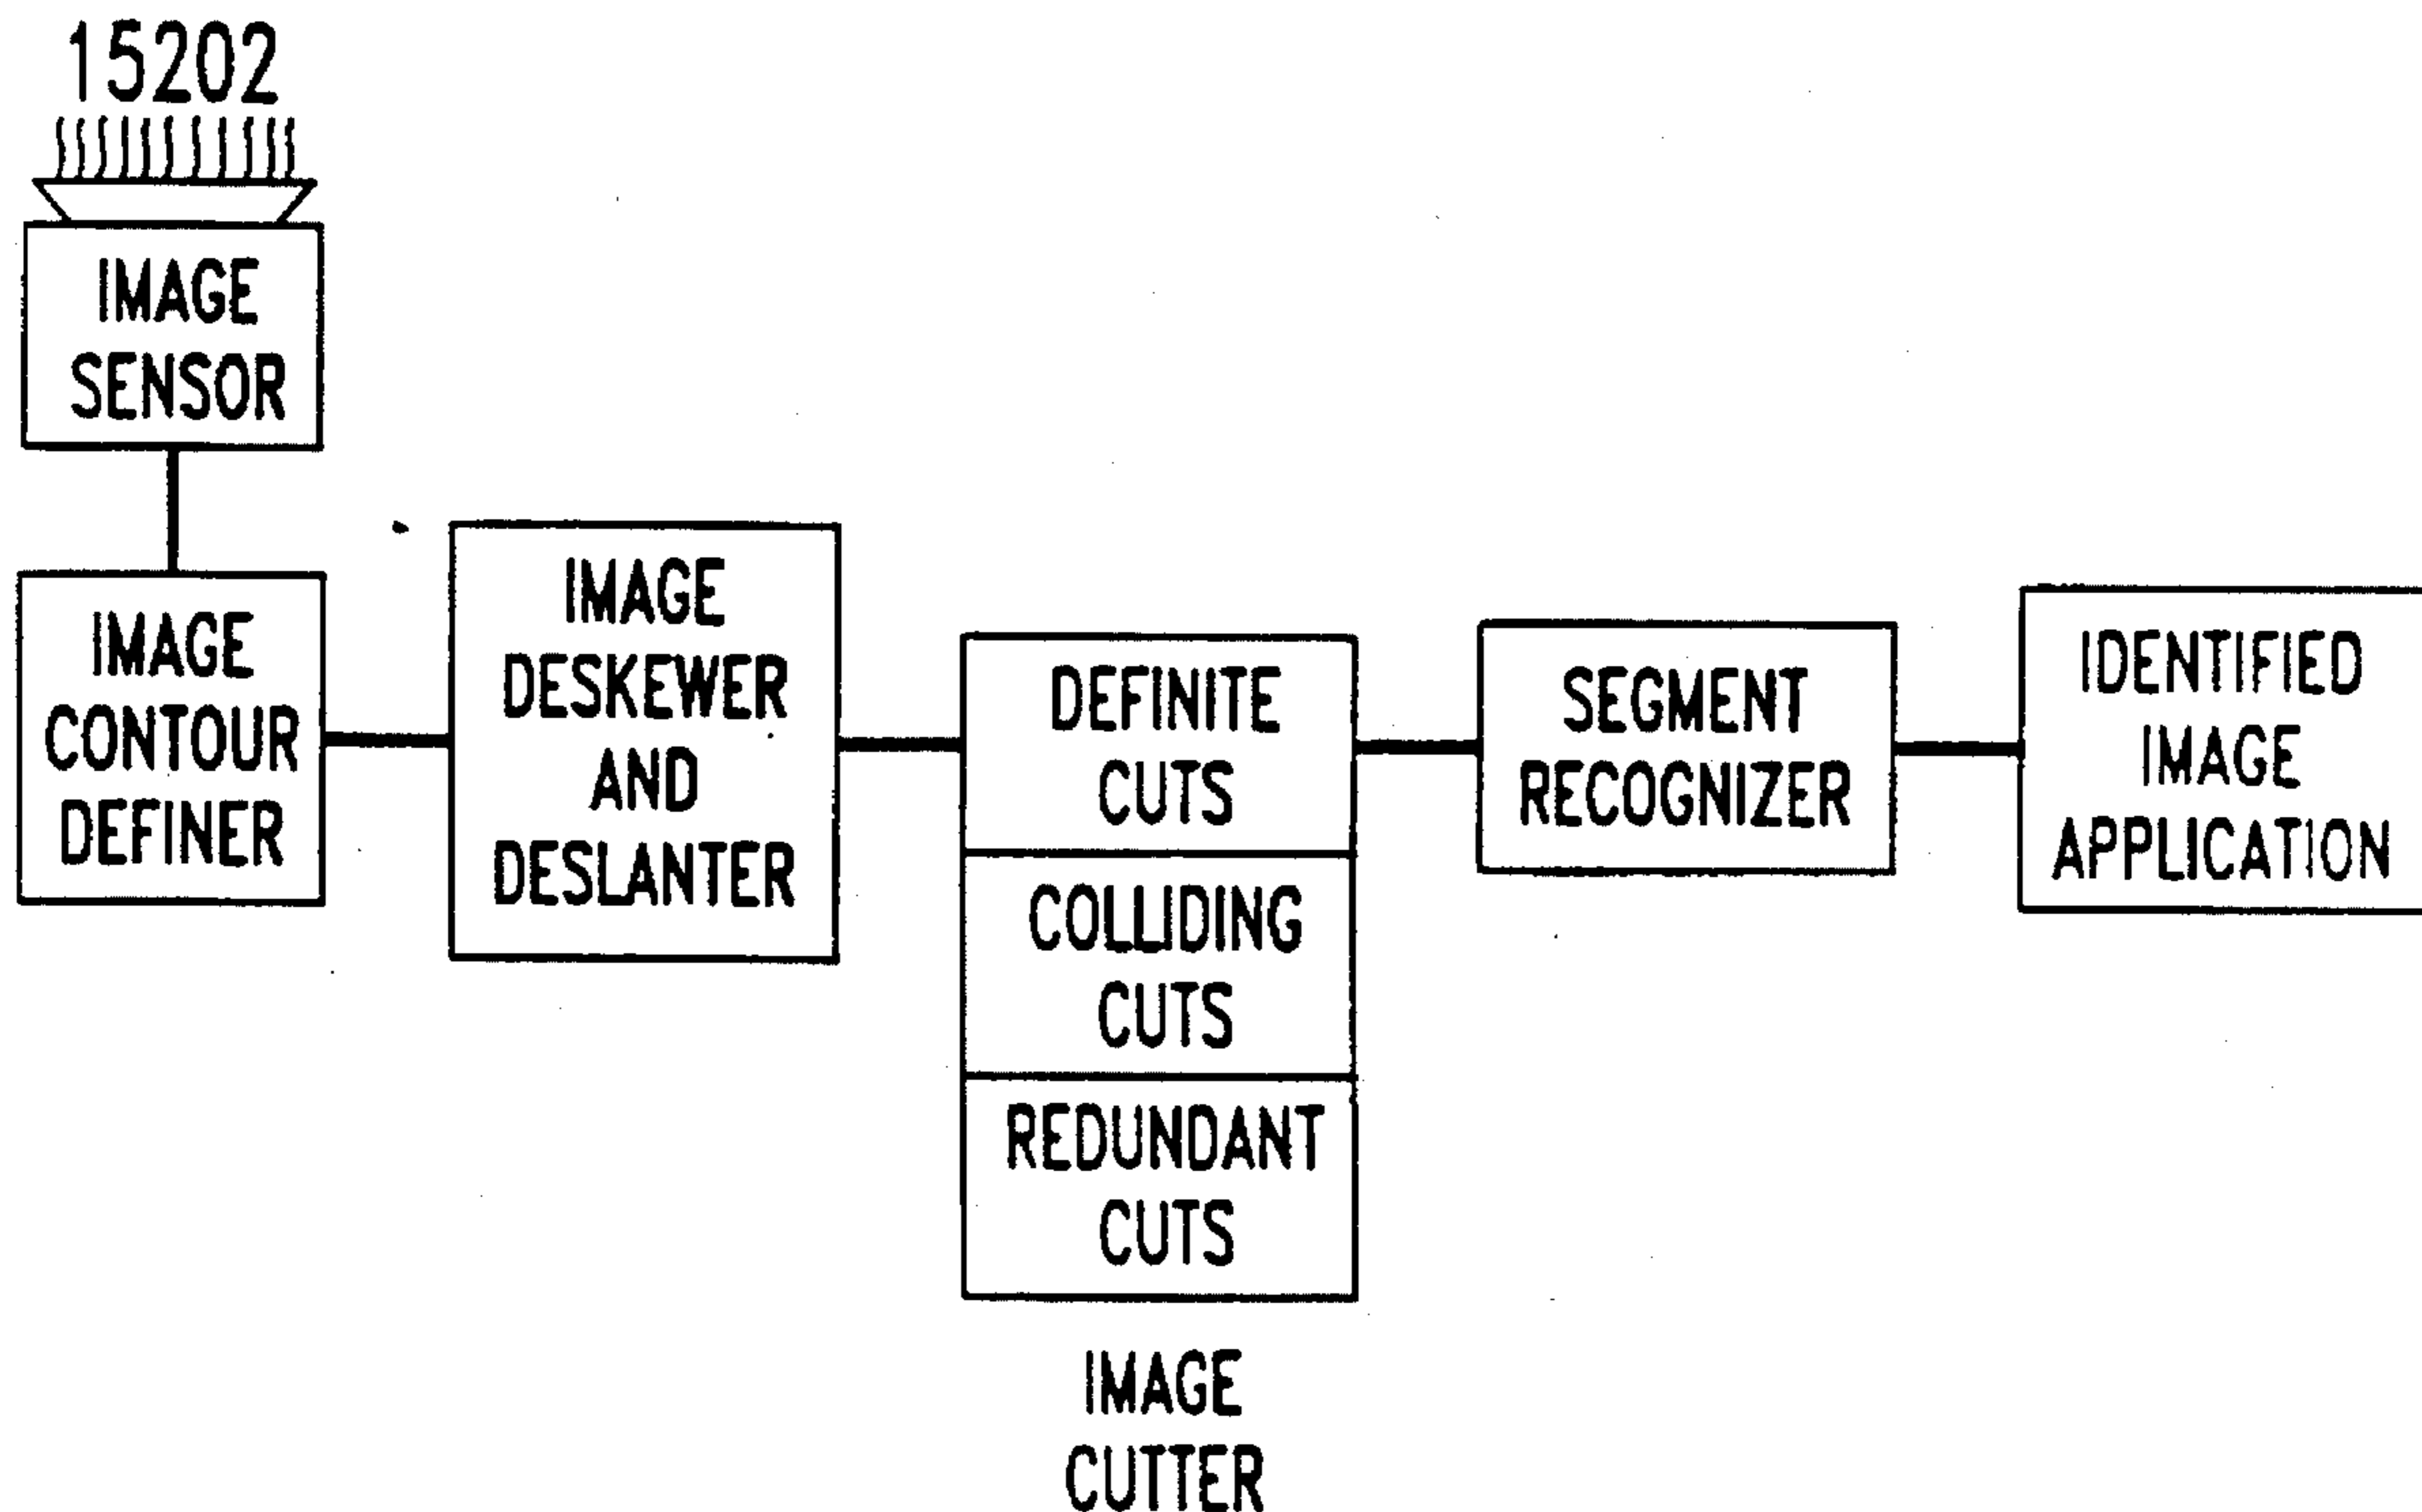 15202
IMAGE
SENSOR
IMAGE
CONTOUR
DEFINER
IMAGE
DESKEWER
AND
DESLANTER
DEFINITE
CUTS
COLLIDING
CUTS
REDUNDANT
CUTS
IMAGE
CUTTER
SEGMENT
RECOGNIZER
IDENTIFIED
IMAGE
APPLICATION